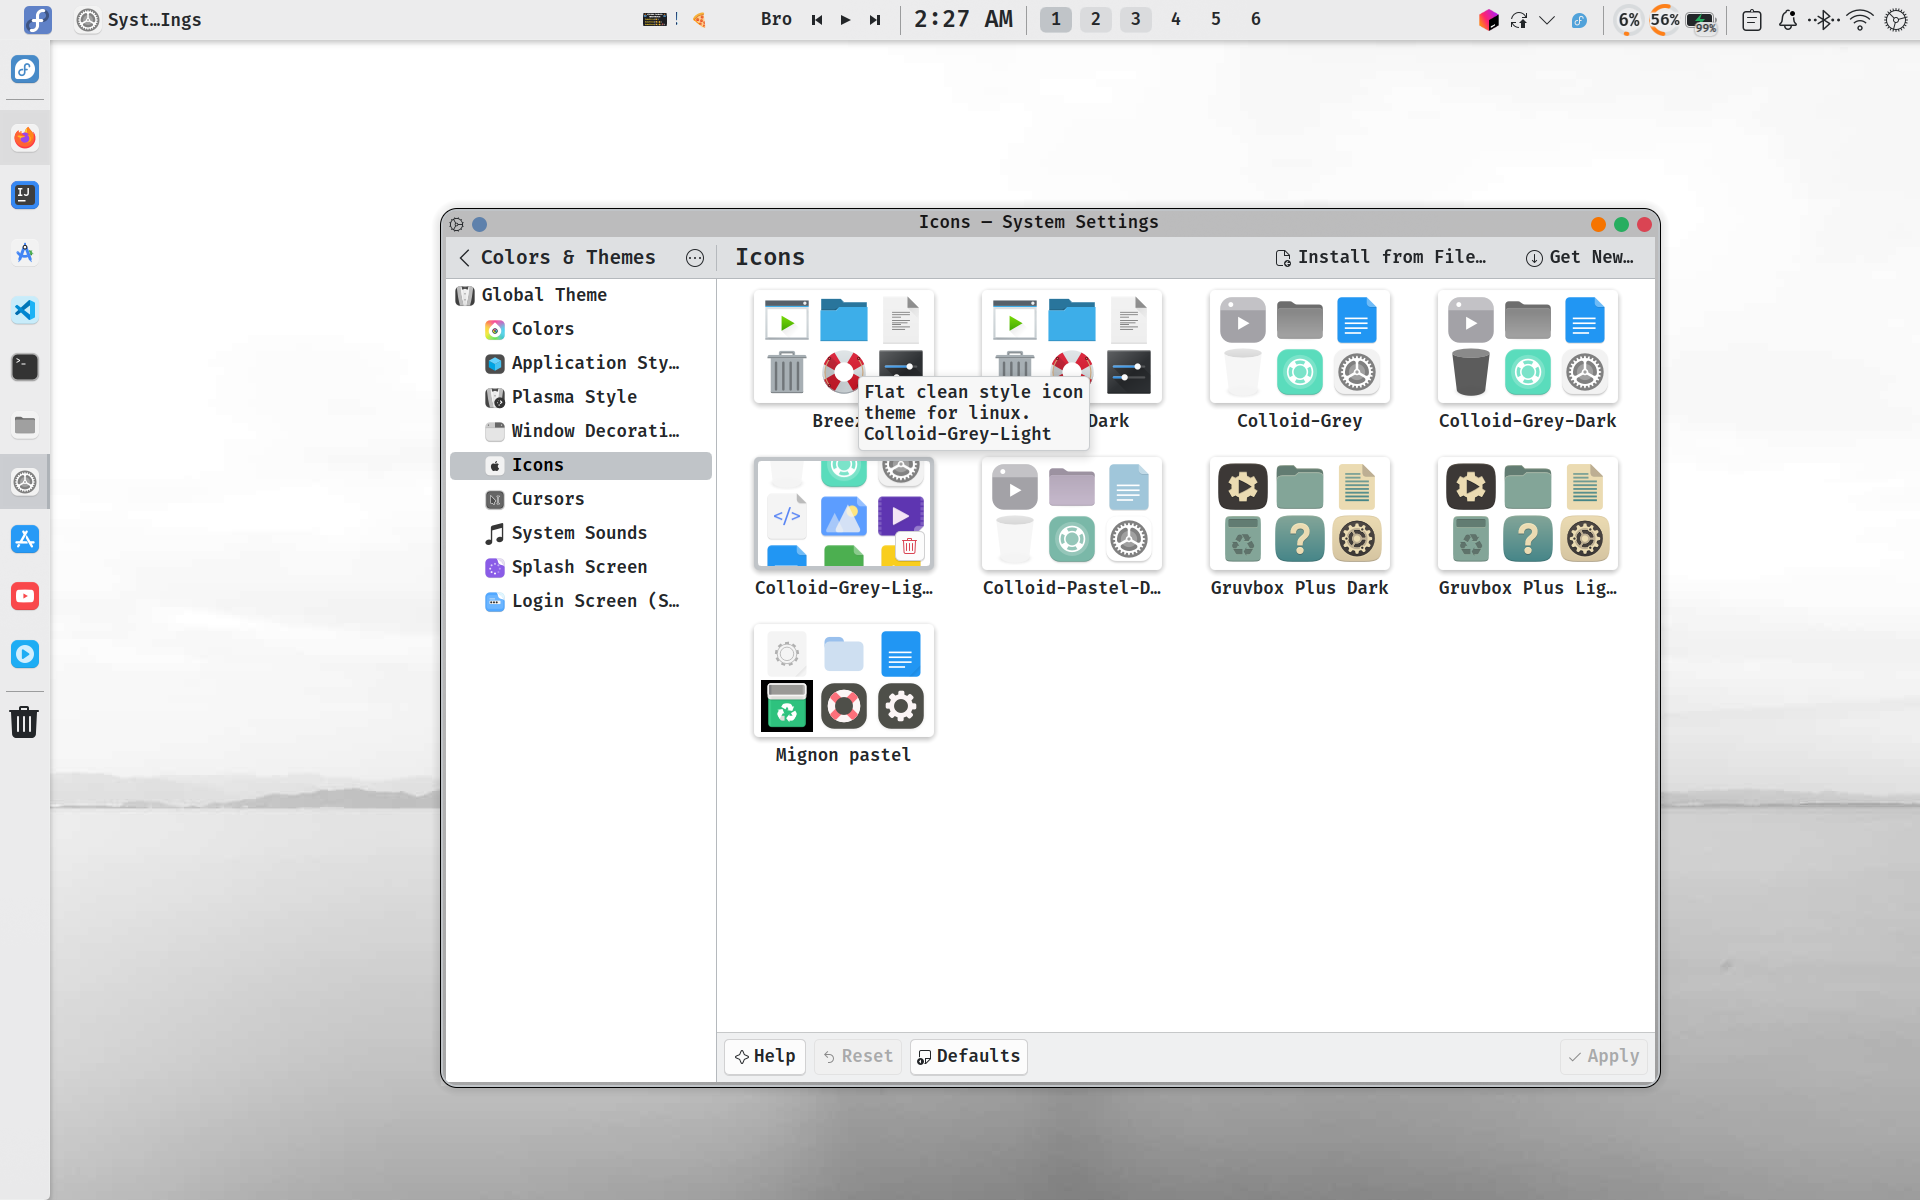 Syst…Ings
!
Bro
2:27 AM
1 2 3 4 5 6
6%
56%
99%
Icons — System Settings
Colors & Themes
Icons
Install from File…
Get New…
Global Theme
Colors
Application Sty…
Plasma Style
Window Decorati…
Icons
Cursors
System Sounds
Splash Screen
Login Screen (S…
Dark
Colloid-Grey
Colloid-Grey-Dark
Flat clean style icon
theme for linux.
Colloid-Grey-Light
Colloid-Grey-Lig…
Colloid-Pastel-D…
Gruvbox Plus Dark
Gruvbox Plus Lig…
Mignon pastel
Help
Reset
Defaults
Apply
IJ
>_
</>
?
?